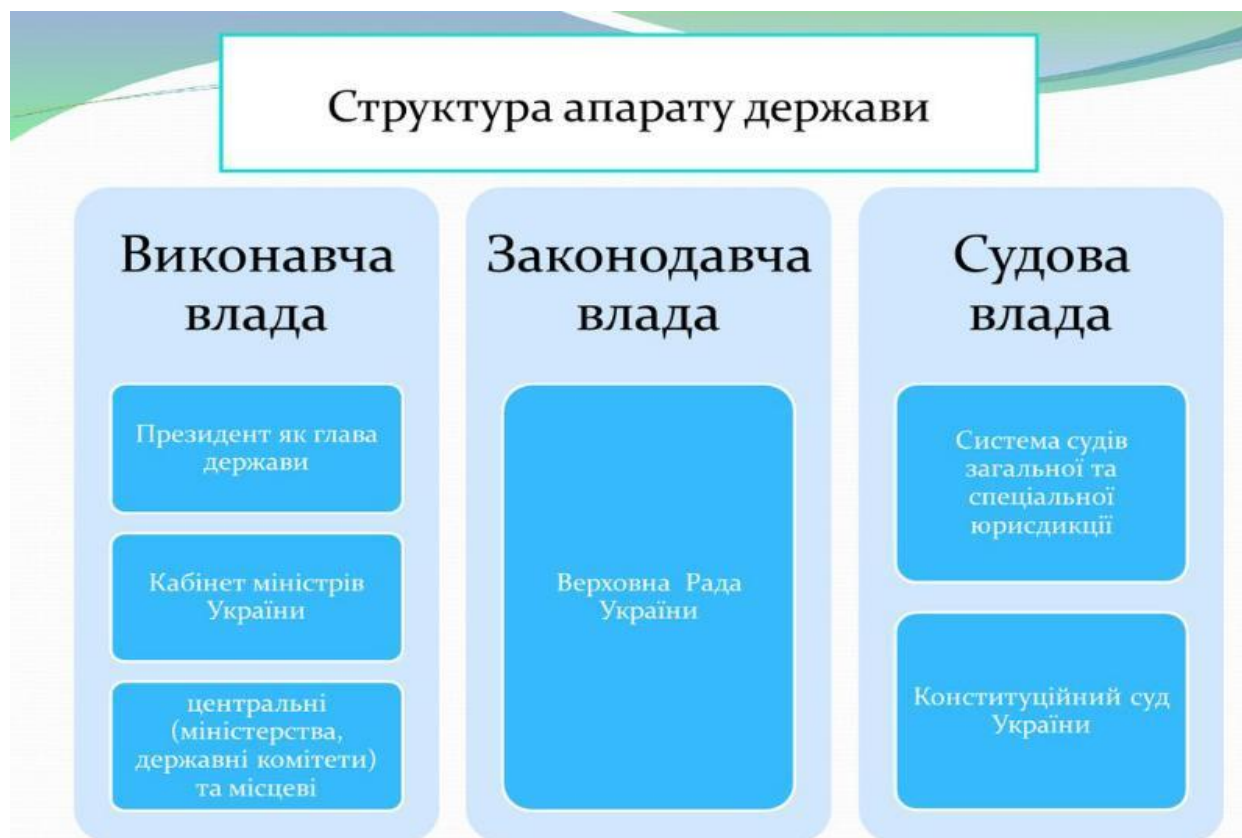 Структура апарату держави
Виконавча
влада
Президент як глава
держави
Кабінет міністрів
України
центральні
(міністерства,
державні комітети)
та місцеві
Законодавча
влада
Верховна Рада
України
Судова
влада
Система судів
загальної та
спеціальної
юрисдикції
Конституційний суд
України